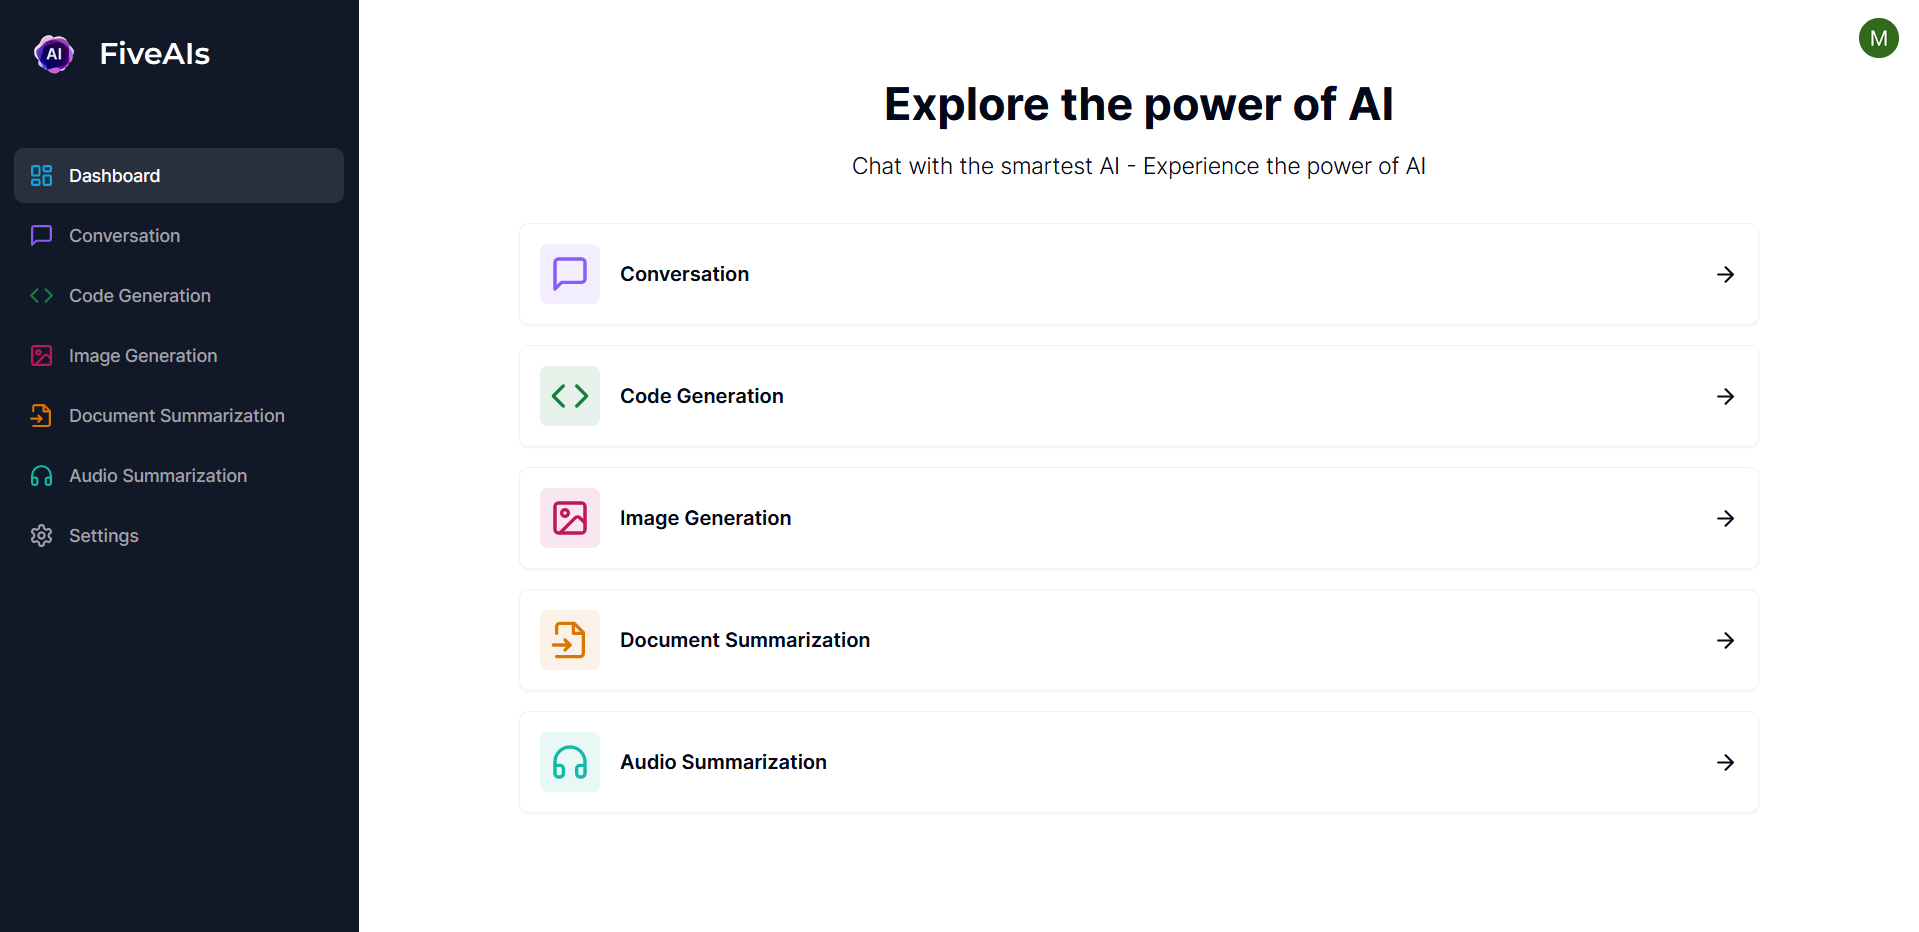 AI
FiveAIs
Dashboard
Conversation
Code Generation
Image Generation
Document Summarization
Audio Summarization
Settings
M
Explore the power of AI
Chat with the smartest AI - Experience the power of AI
Conversation
Code Generation
Image Generation
Document Summarization
Audio Summarization